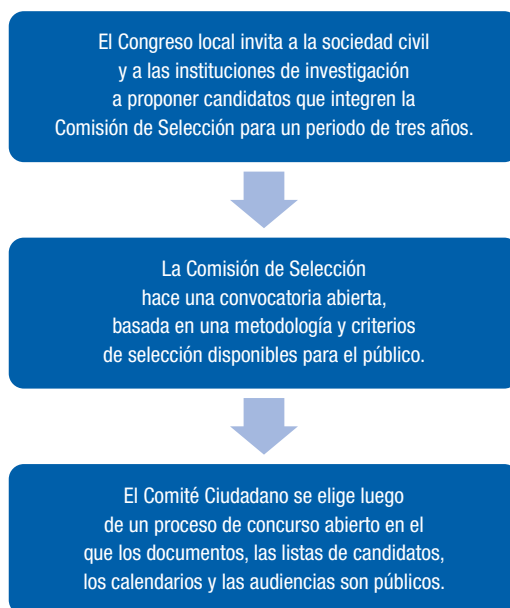 El Congreso local invita a la sociedad civil
y a las instituciones de investigación
a proponer candidatos que integren la
Comisión de Selección para un periodo de tres años.
La Comisión de Selección
hace una convocatoria abierta,
basada en una metodología y criterios
de selección disponibles para el público.
El Comité Ciudadano se elige luego
de un proceso de concurso abierto en el
que los documentos, las listas de candidatos,
los calendarios y las audiencias son públicos.